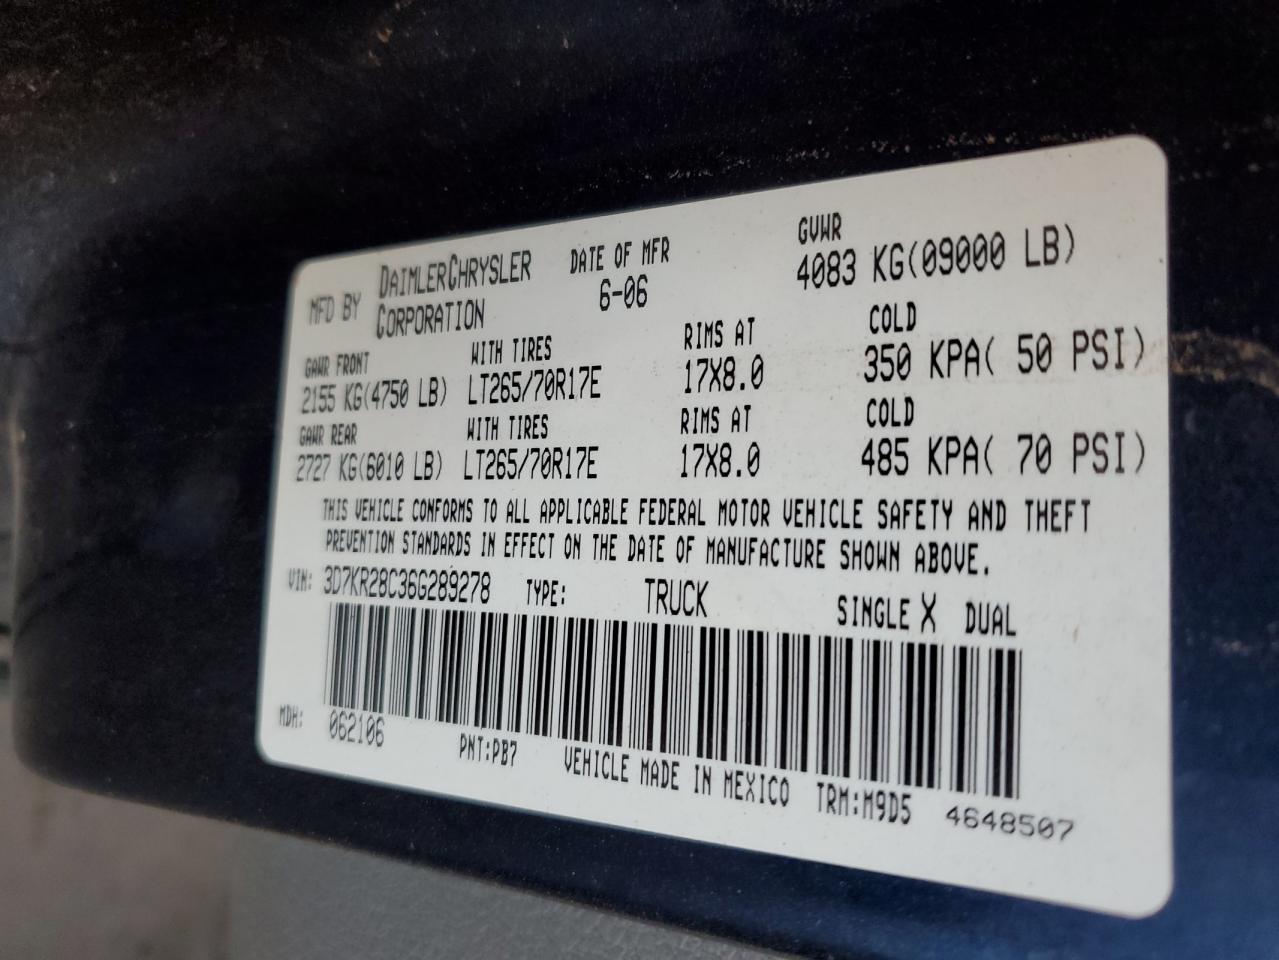 MFD BY DAIMLERCHRYSLER CORPORATION DATE OF MFR 6-06 GVWR 4083 KG(09000 LB)
GAWR FRONT WITH TIRES RIMS AT COLD
2155 KG(4750 LB) LT265/70R17E 17X8.0 350 KPA( 50 PSI)
GAWR REAR WITH TIRES RIMS AT COLD
2727 KG(6010 LB) LT265/70R17E 17X8.0 485 KPA( 70 PSI)
THIS VEHICLE CONFORMS TO ALL APPLICABLE FEDERAL MOTOR VEHICLE SAFETY AND THEFT
PREVENTION STANDARDS IN EFFECT ON THE DATE OF MANUFACTURE SHOWN ABOVE.
VIN: 3D7KR28C36G289278 TYPE: TRUCK SINGLE X DUAL
MDH: 062106
PNT:PB7 VEHICLE MADE IN MEXICO TRM:M9D5 4648507